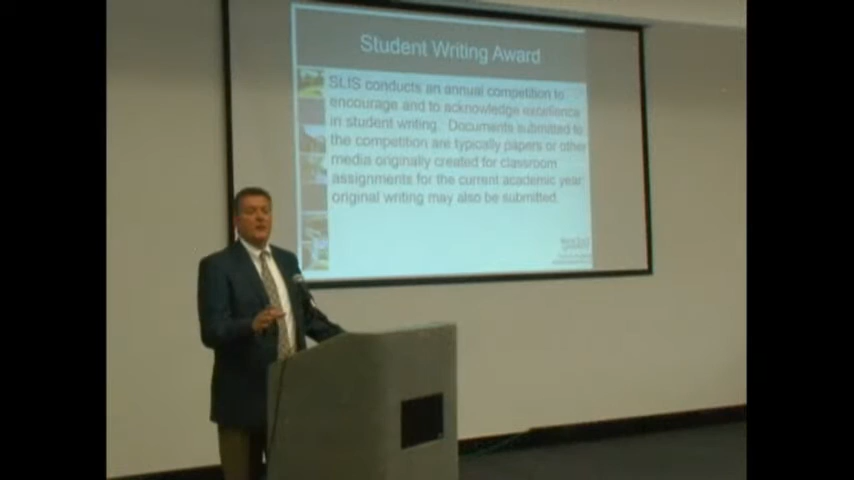 Student Writing Award
SLIS conducts an annual competition to
encourage and to acknowledge excellence
in student writing. Documents submitted to
the competition are typically papers or other
media originally created for classroom
assignments for the current academic year;
original writing may also be submitted.